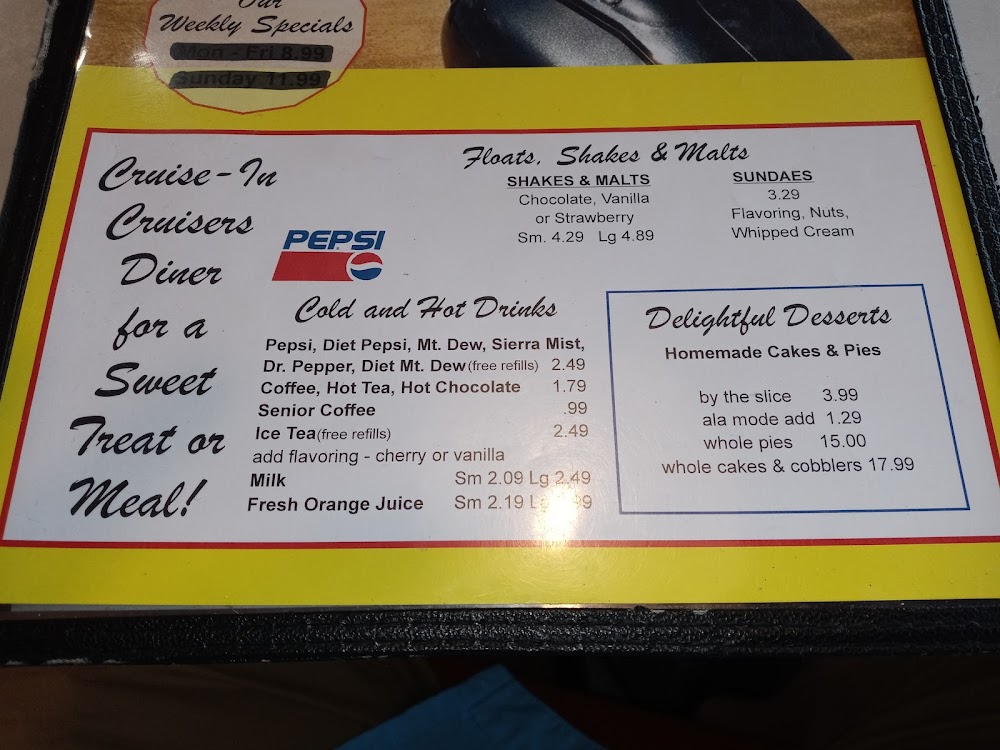 Our
Weekly Specials
Mon - Fri 8.99
Sunday 11.99
Cruise-In
Cruisers
Diner
for a
Sweet
Treat or
Meal!
PEPSI
Floats, Shakes & Malts
SHAKES & MALTS
Chocolate, Vanilla
or Strawberry
Sm. 4.29 Lg 4.89
SUNDAES
3.29
Flavoring, Nuts,
Whipped Cream
Cold and Hot Drinks
Pepsi, Diet Pepsi, Mt. Dew, Sierra Mist,
Dr. Pepper, Diet Mt. Dew(free refills) 2.49
Coffee, Hot Tea, Hot Chocolate 1.79
Senior Coffee .99
Ice Tea(free refills) 2.49
add flavoring - cherry or vanilla
Milk Sm 2.09 Lg 2.49
Fresh Orange Juice Sm 2.19
Delightful Desserts
Homemade Cakes & Pies
by the slice 3.99
ala mode add 1.29
whole pies 15.00
whole cakes & cobblers 17.99